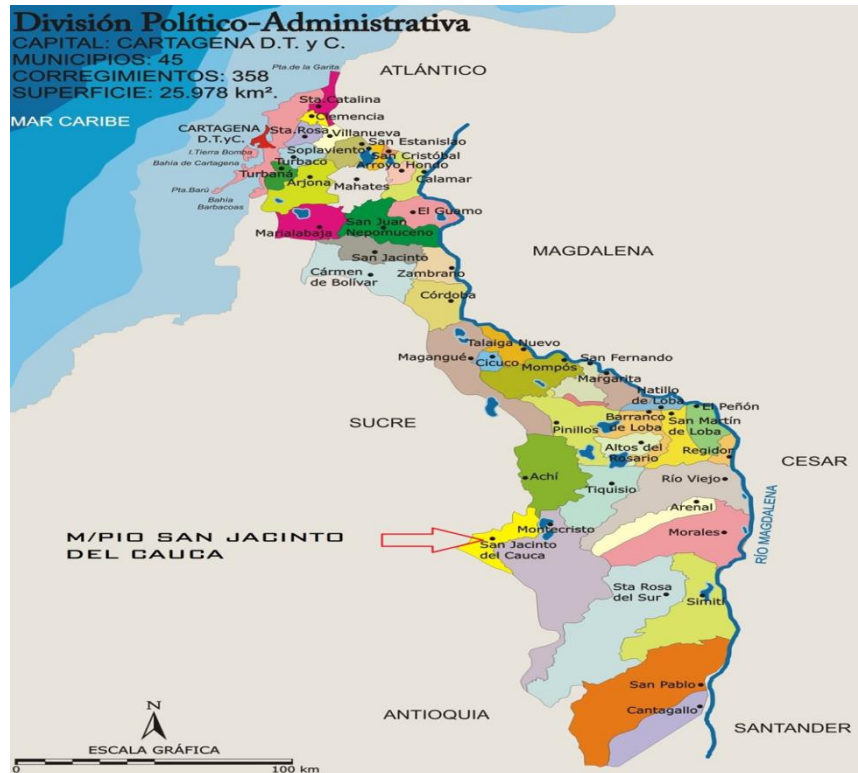 División Político-Administrativa
CAPITAL: CARTAGENA D.T. y C.
MUNICIPIOS: 45
CORREGIMIENTOS: 358
SUPERFICIE: 25.978 km².
Pta.de la Garita
ATLÁNTICO
MAR CARIBE
Sta.Catalina
Clemencia
CARTAGENA
D.T.yC.
Sta.Rosa
Villanueva
San Estanislao
I.Tierra Bomba
Soplaviento
San Cristóbal
Bahía de Cartagena
Turbaco
Arroyo Hondo
Turbaná
Arjona
Mahates
Calamar
Pta.Barú
Bahía
Barbacoas
El Guamo
Marialabaja
San Juan
Nepomuceno
San Jacinto
MAGDALENA
Cármen
de Bolívar
Zambrano
Córdoba
Talaiga Nuevo
Magangué
Cicuco
Mompós
San Fernando
Margarita
Hatillo
de Loba
El Peñón
SUCRE
Pinillos
Barranco
de Loba
San Martín
de Loba
Altos del
Rosario
Regidor
CESAR
Achí
Tiquisio
Río Viejo
Arenal
RÍO MAGDALENA
M/PIO SAN JACINTO
DEL CAUCA
Montecristo
Morales
San Jacinto
del Cauca
Sta Rosa
del Sur
Simití
San Pablo
Cantagallo
ANTIOQUIA
SANTANDER
N
ESCALA GRÁFICA
0
100 km